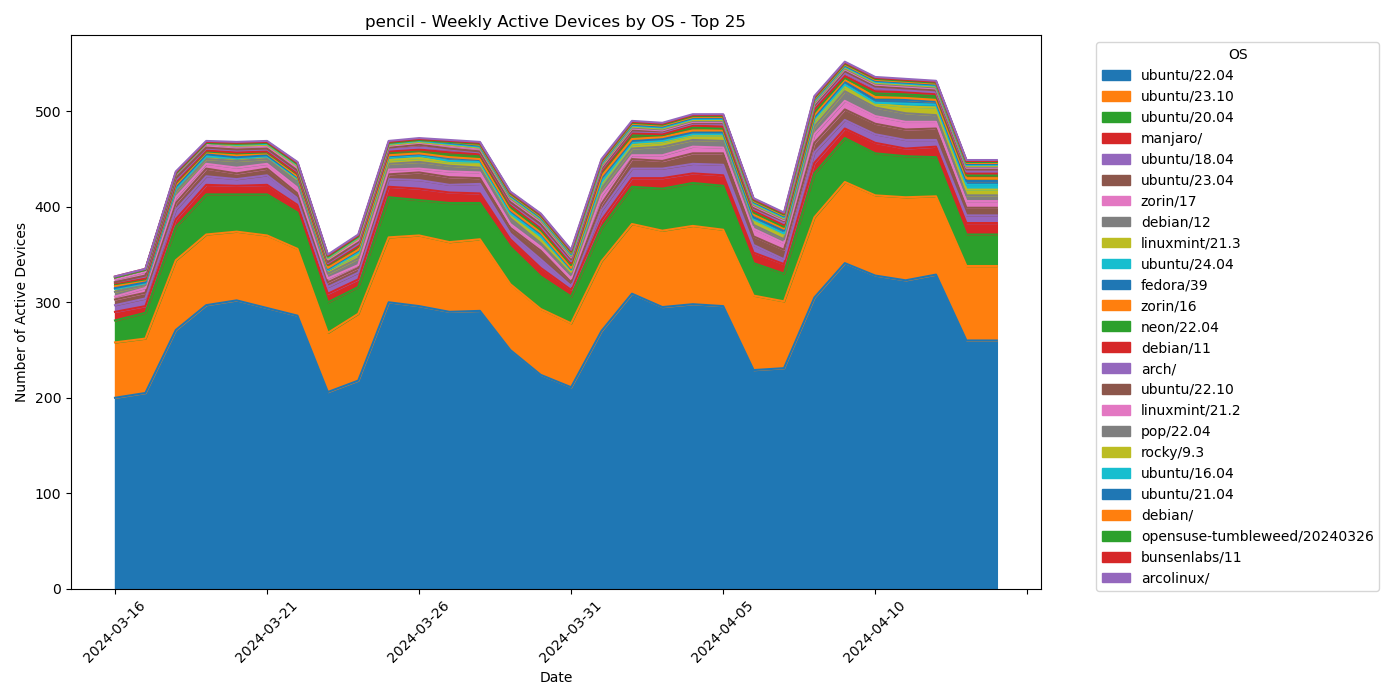 pencil - Weekly Active Devices by OS - Top 25
Number of Active Devices
500
400
300
200
100
0
2024-03-16
2024-03-21
2024-03-26
2024-03-31
2024-04-05
2024-04-10
Date
OS
ubuntu/22.04
ubuntu/23.10
ubuntu/20.04
manjaro/
ubuntu/18.04
ubuntu/23.04
zorin/17
debian/12
linuxmint/21.3
ubuntu/24.04
fedora/39
zorin/16
neon/22.04
debian/11
arch/
ubuntu/22.10
linuxmint/21.2
pop/22.04
rocky/9.3
ubuntu/16.04
ubuntu/21.04
debian/
opensuse-tumbleweed/20240326
bunsenlabs/11
arcolinux/